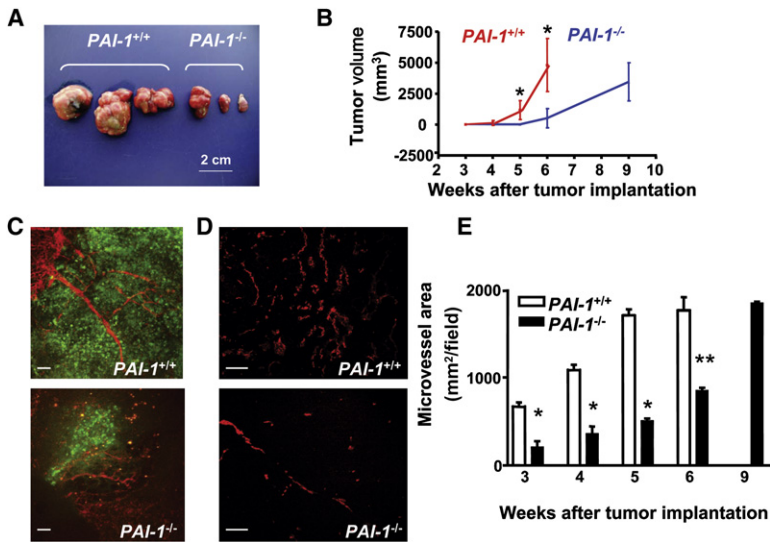 A
PAI-1+/+ PAI-1-/-
2 cm
B
PAI-1+/+ PAI-1-/-
Tumor volume
(mm3)
7500
5000
2500
0
-2500
* *
2 3 4 5 6 7 8 9 10
Weeks after tumor implantation
C
PAI-1+/+
PAI-1-/-
D
PAI-1+/+
PAI-1-/-
E
Microvessel area
(mm2/field)
2000
1000
0
PAI-1+/+
PAI-1-/-
* * * **
3 4 5 6 9
Weeks after tumor implantation